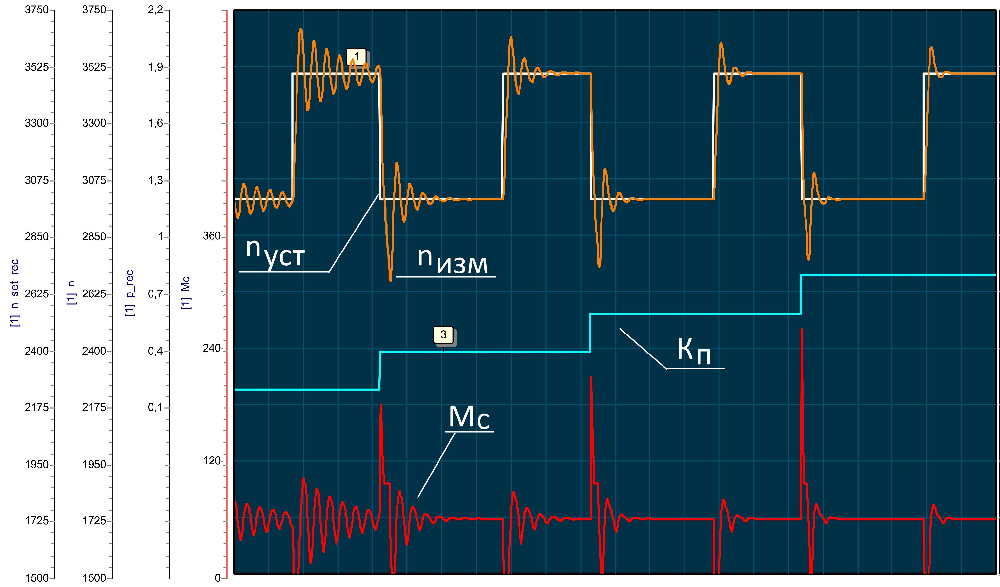 3750 3750 2,2
3525 3525 1,9
3300 3300 1,6
3075 3075 1,3
2850 2850 1 360
2625 2625 0,7
2400 2400 0,4 240
2175 2175 0,1
1950 1950 120
1725 1725
1500 1500 0
[1] n_set_rec
[1] n
[1] p_rec
[1] Mc
1
nуст
nизм
3
Кп
Мс